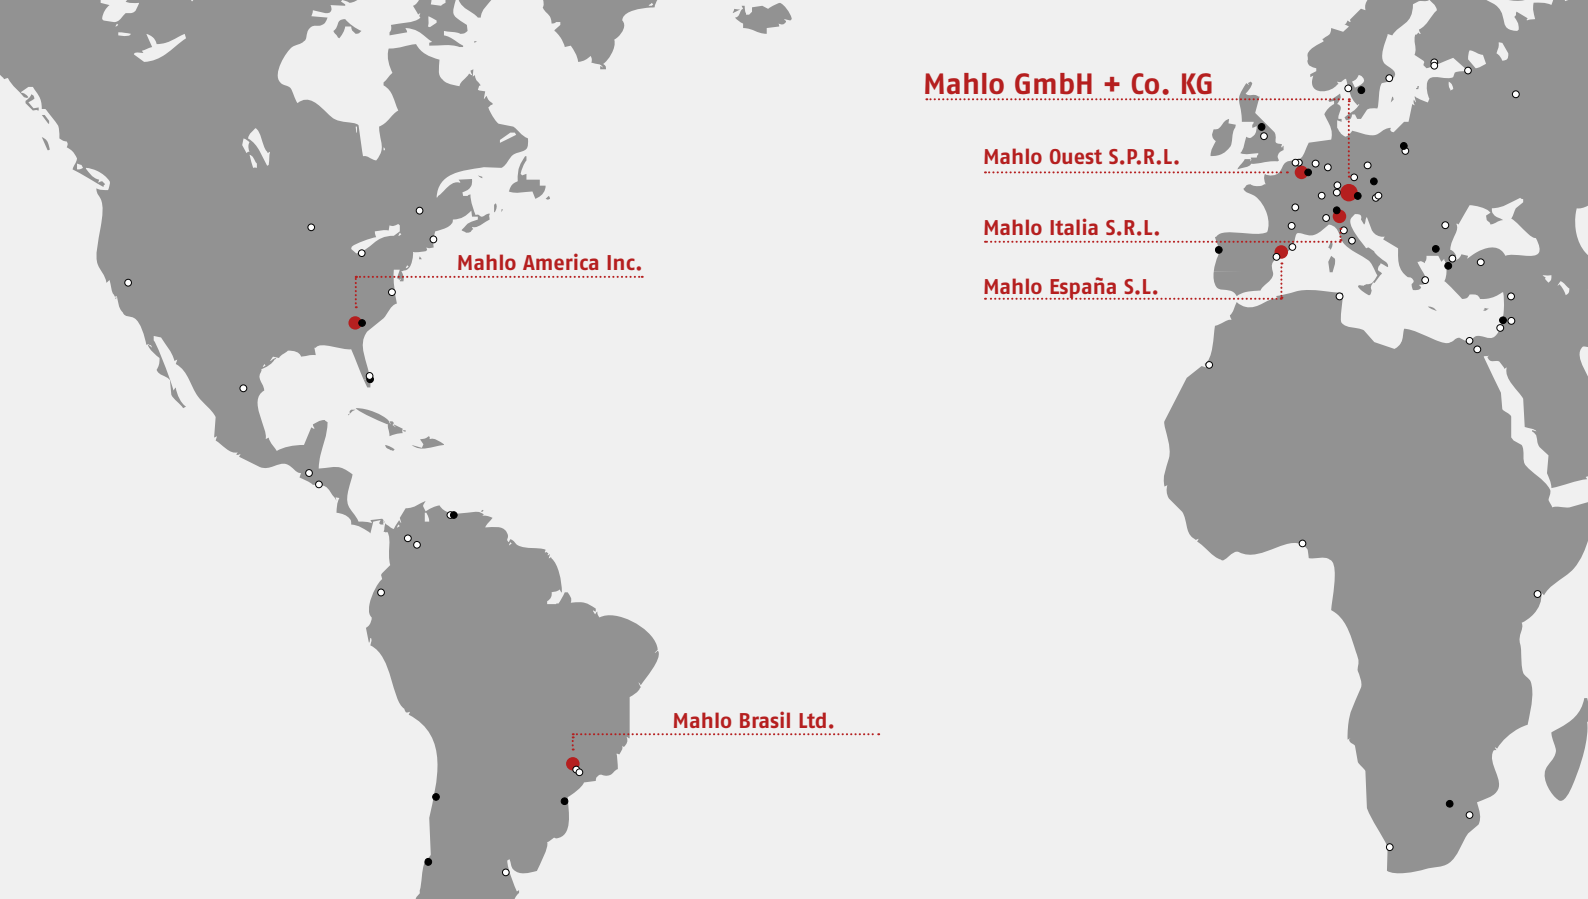 Mahlo GmbH + Co. KG
Mahlo Ouest S.P.R.L.
Mahlo Italia S.R.L.
Mahlo America Inc.
Mahlo España S.L.
Mahlo Brasil Ltd.